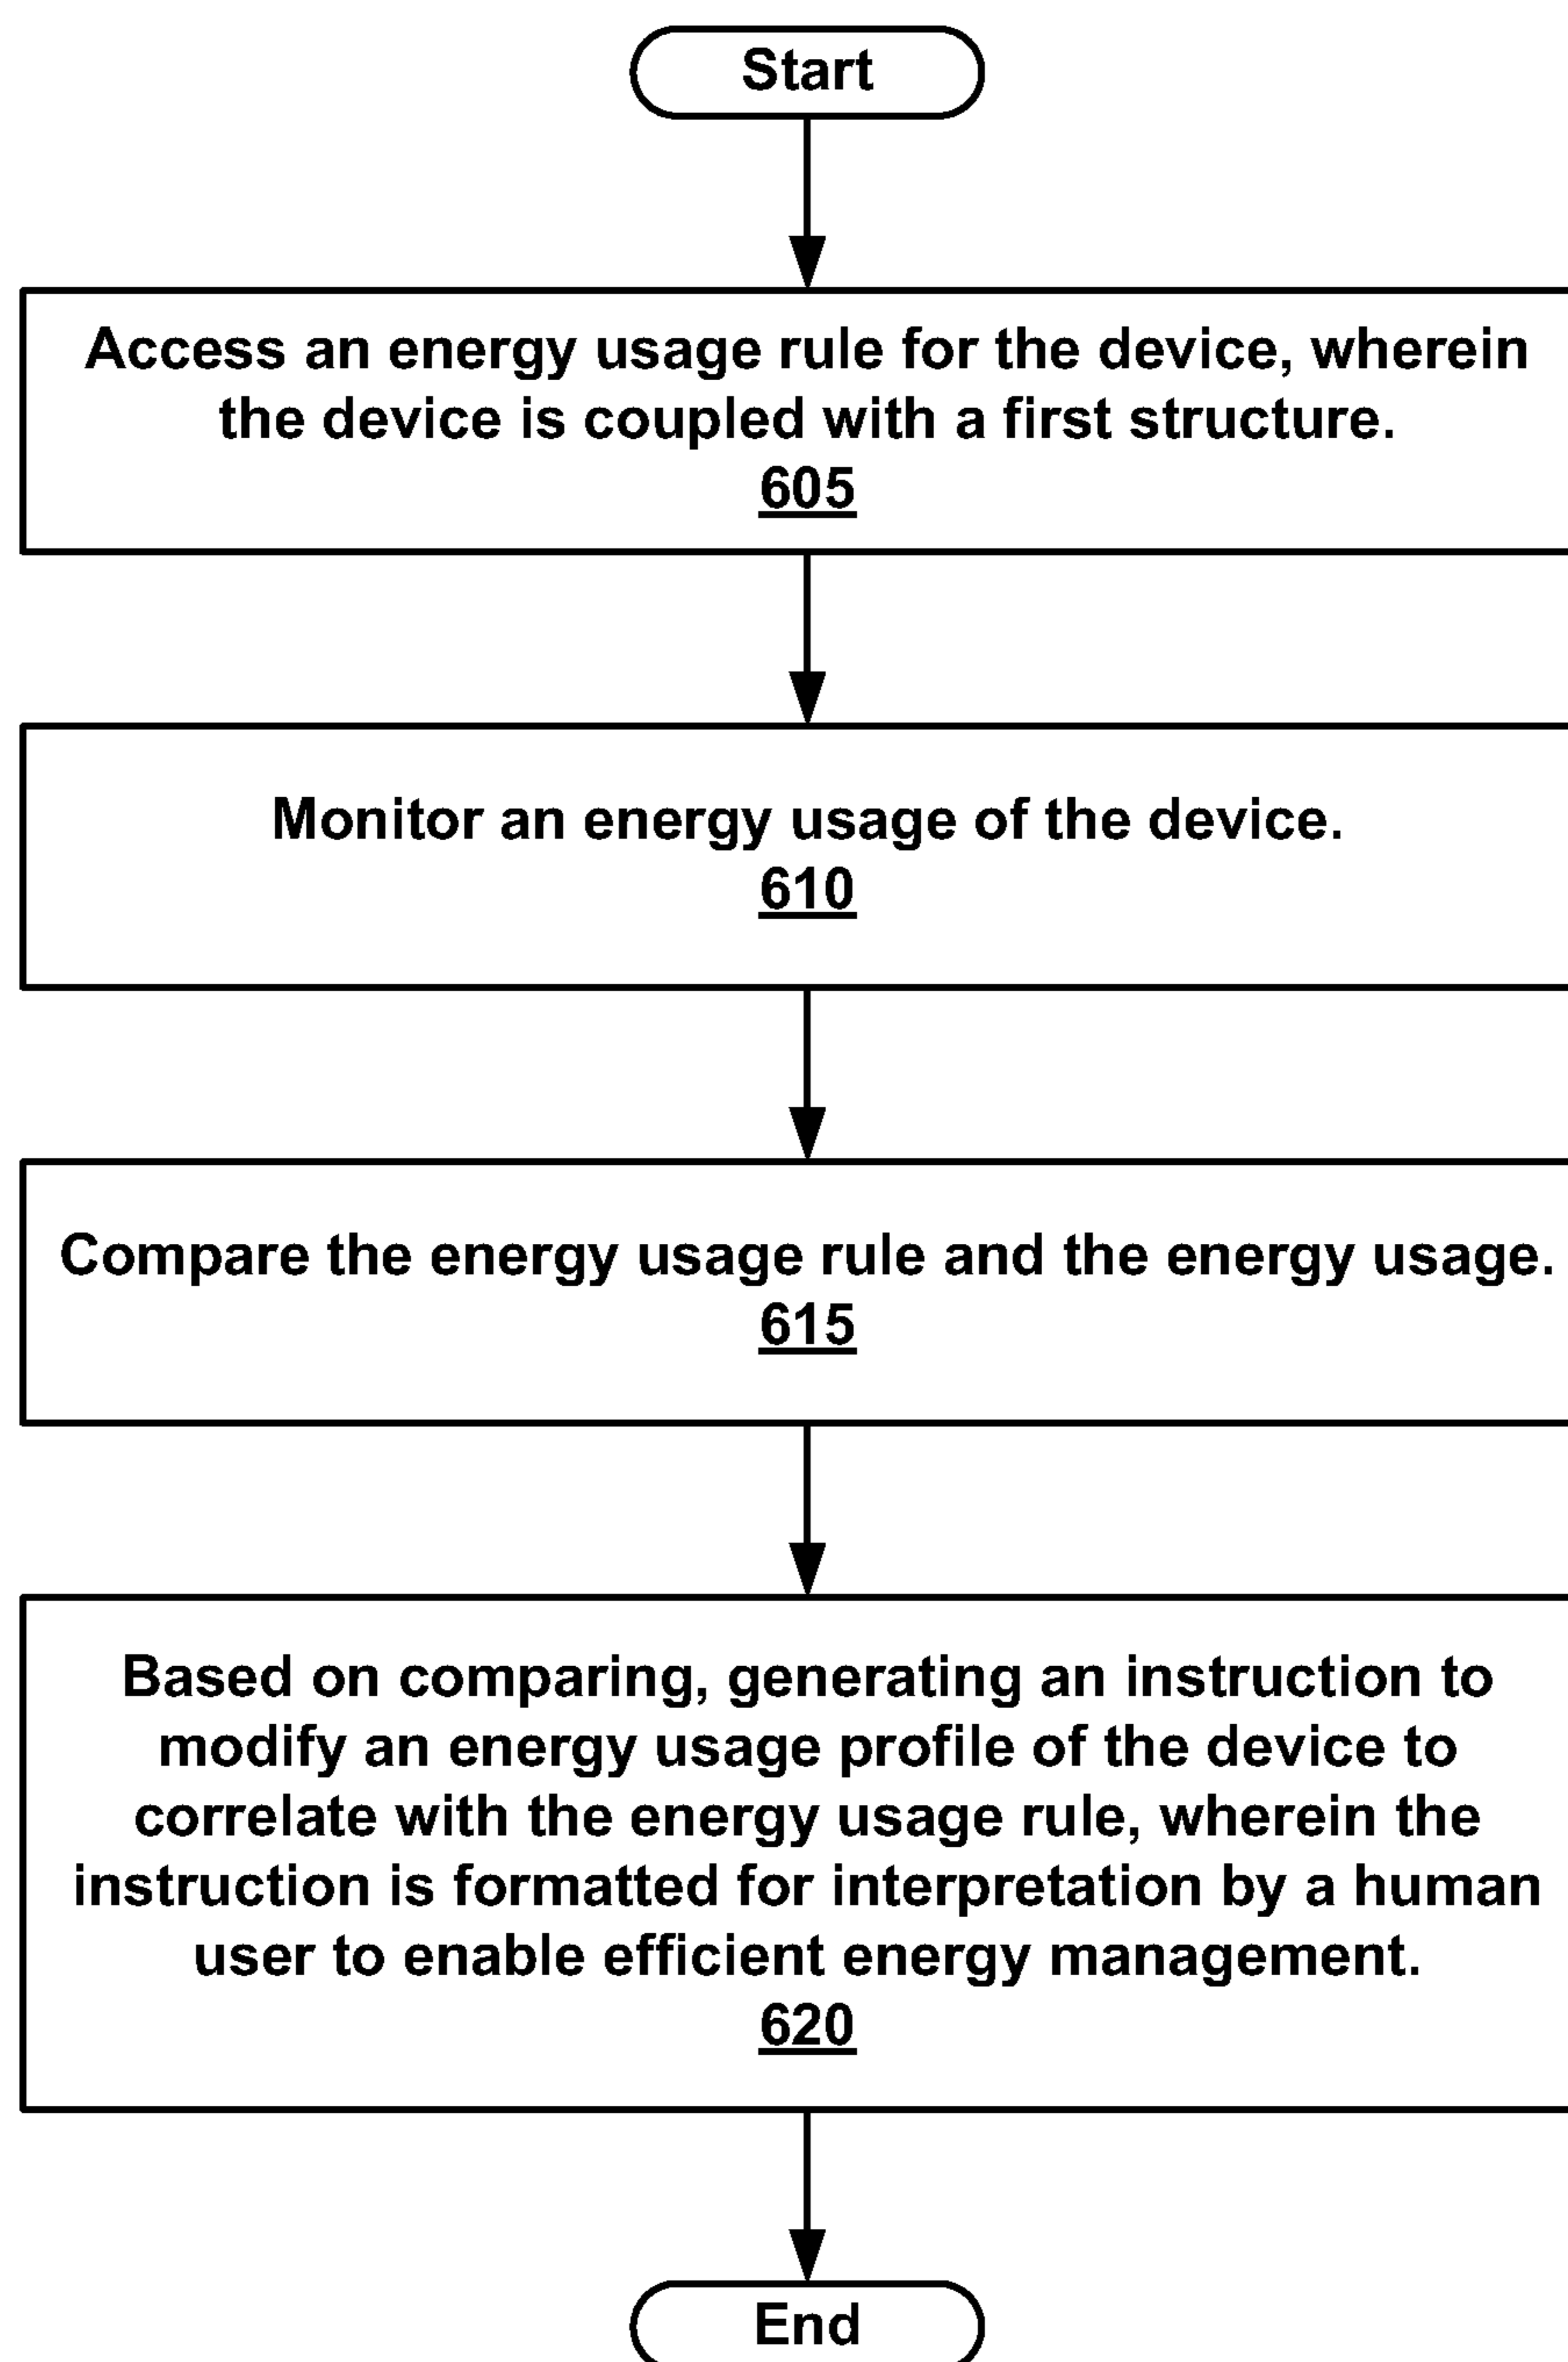 Start
Access an energy usage rule for the device, wherein
the device is coupled with a first structure.
605
Monitor an energy usage of the device.
610
Compare the energy usage rule and the energy usage.
615
Based on comparing, generating an instruction to
modify an energy usage profile of the device to
correlate with the energy usage rule, wherein the
instruction is formatted for interpretation by a human
user to enable efficient energy management.
620
End